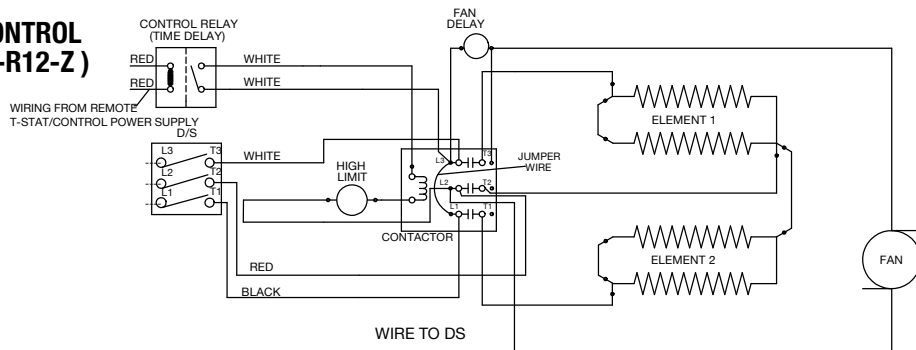 ONTROL
-R12-Z )
CONTROL RELAY
(TIME DELAY)
FAN
DELAY
RED
WHITE
RED
WHITE
WIRING FROM REMOTE
T-STAT/CONTROL POWER SUPPLY
D/S
L3
T3
WHITE
L2
T2
L1
T1
HIGH
LIMIT
L3
T3
JUMPER
WIRE
L2
T2
L1
T1
CONTACTOR
ELEMENT 1
ELEMENT 2
FAN
RED
BLACK
WIRE TO DS